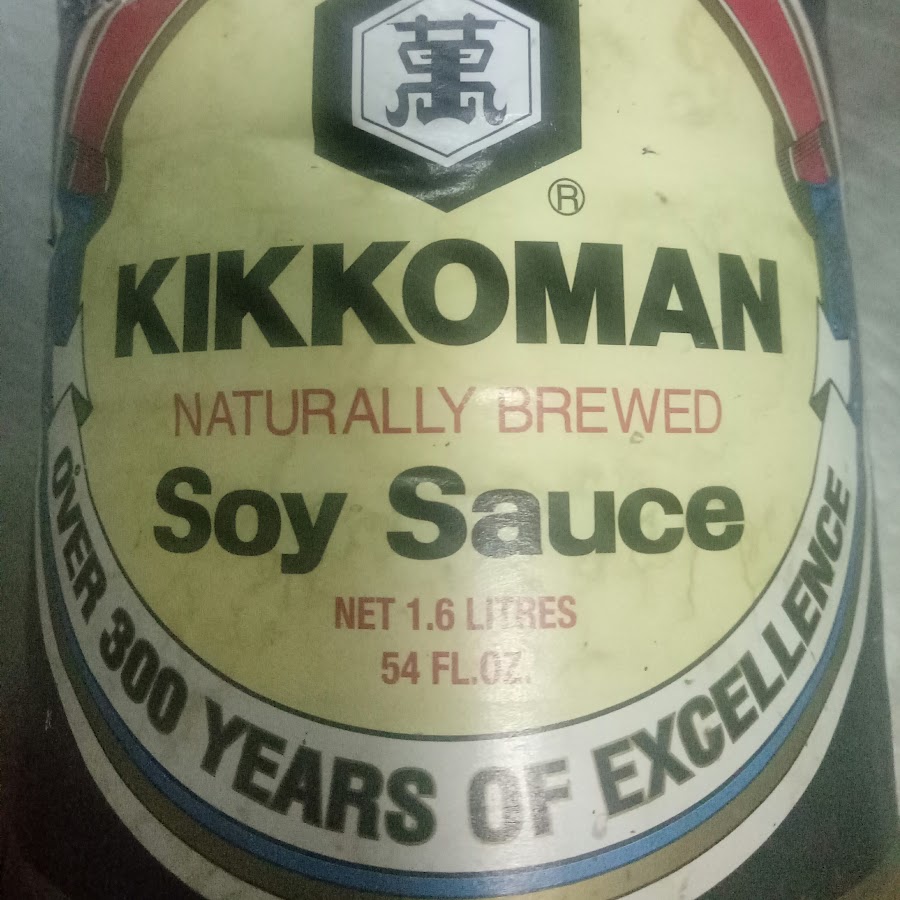 萬
®
KIKKOMAN
NATURALLY BREWED
Soy Sauce
NET 1.6 LITRES
54 FL.OZ.
OVER 300 YEARS OF EXCELLENCE